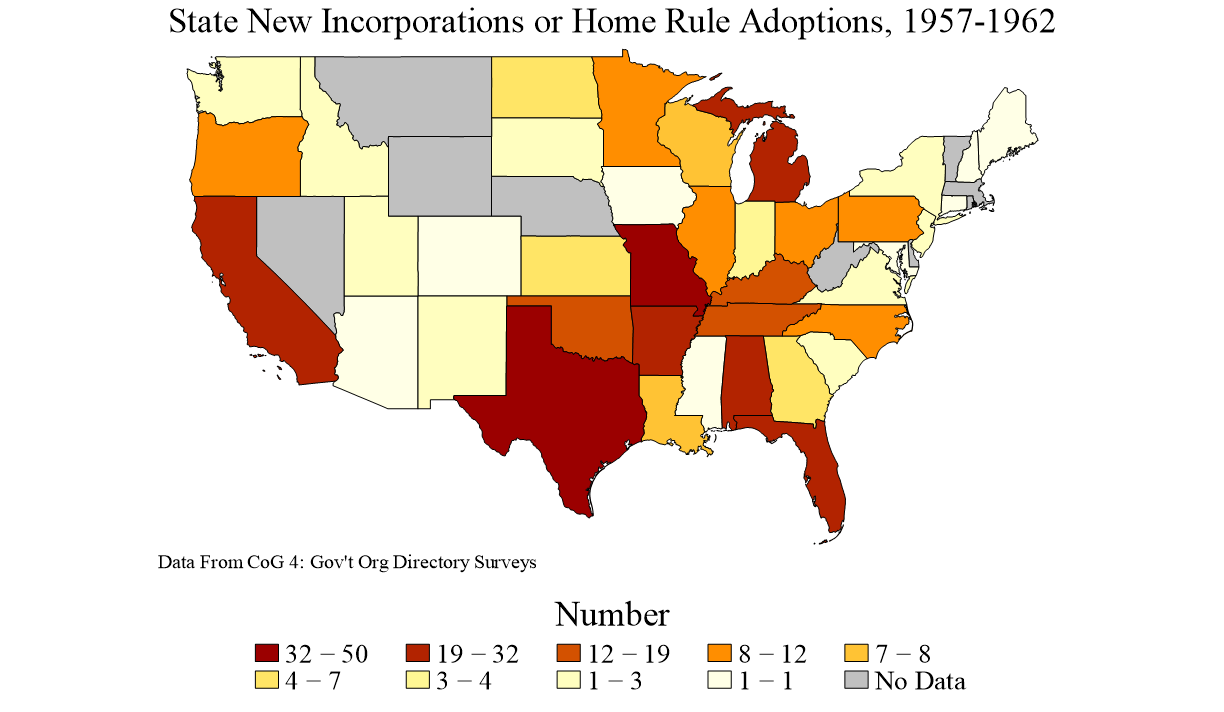 State New Incorporations or Home Rule Adoptions, 1957-1962
Data From CoG 4: Gov't Org Directory Surveys
Number
32 – 50 19 – 32 12 – 19 8 – 12 7 – 8
4 – 7 3 – 4 1 – 3 1 – 1 No Data